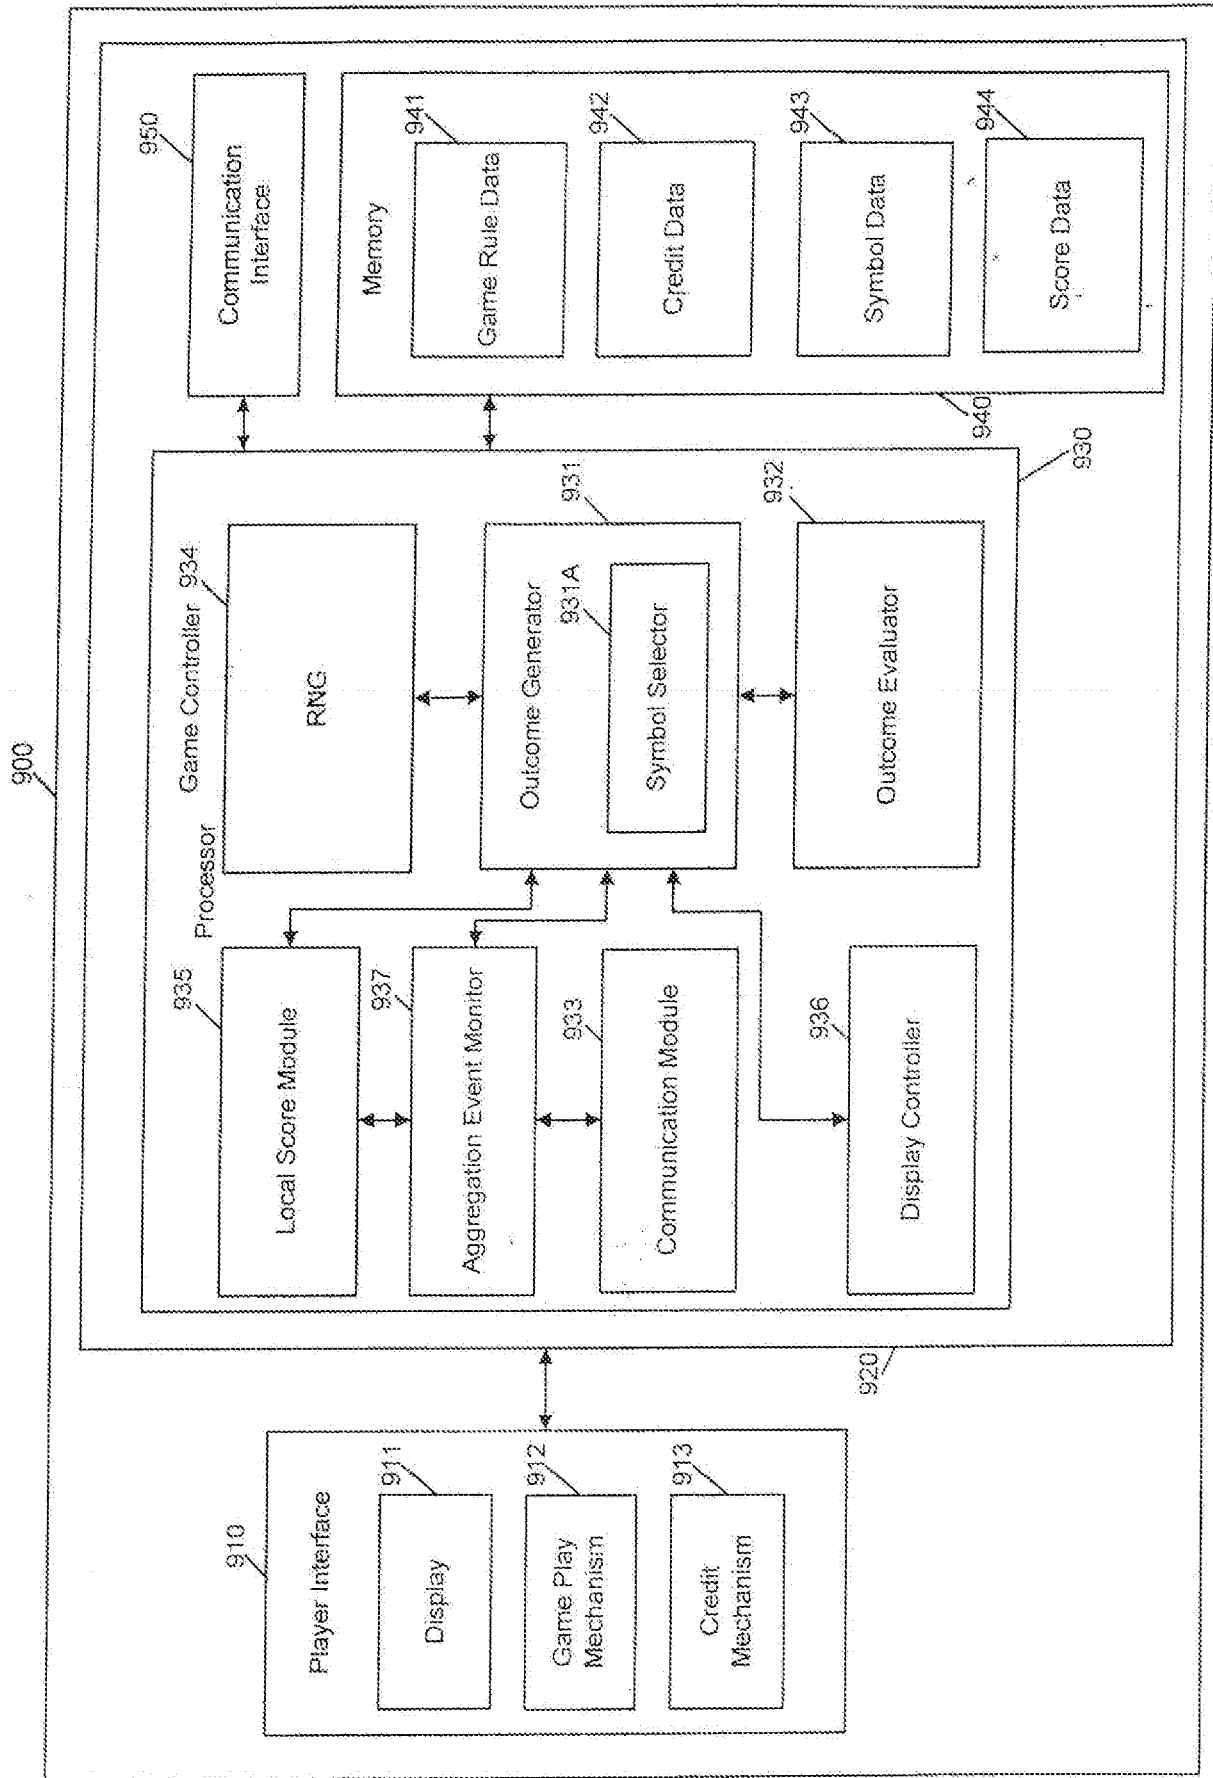 900
910
Player Interface
911
Display
912
Game Play
Mechanism
913
Credit
Mechanism
920
Game Controller
Processor
930
935
Local Score Module
937
Aggregation Event Monitor
933
Communication Module
936
Display Controller
934
RNG
931
Outcome Generator
931A
Symbol Selector
932
Outcome Evaluator
950
Communication
Interface
940
Memory
941
Game Rule Data
942
Credit Data
943
Symbol Data
944
Score Data